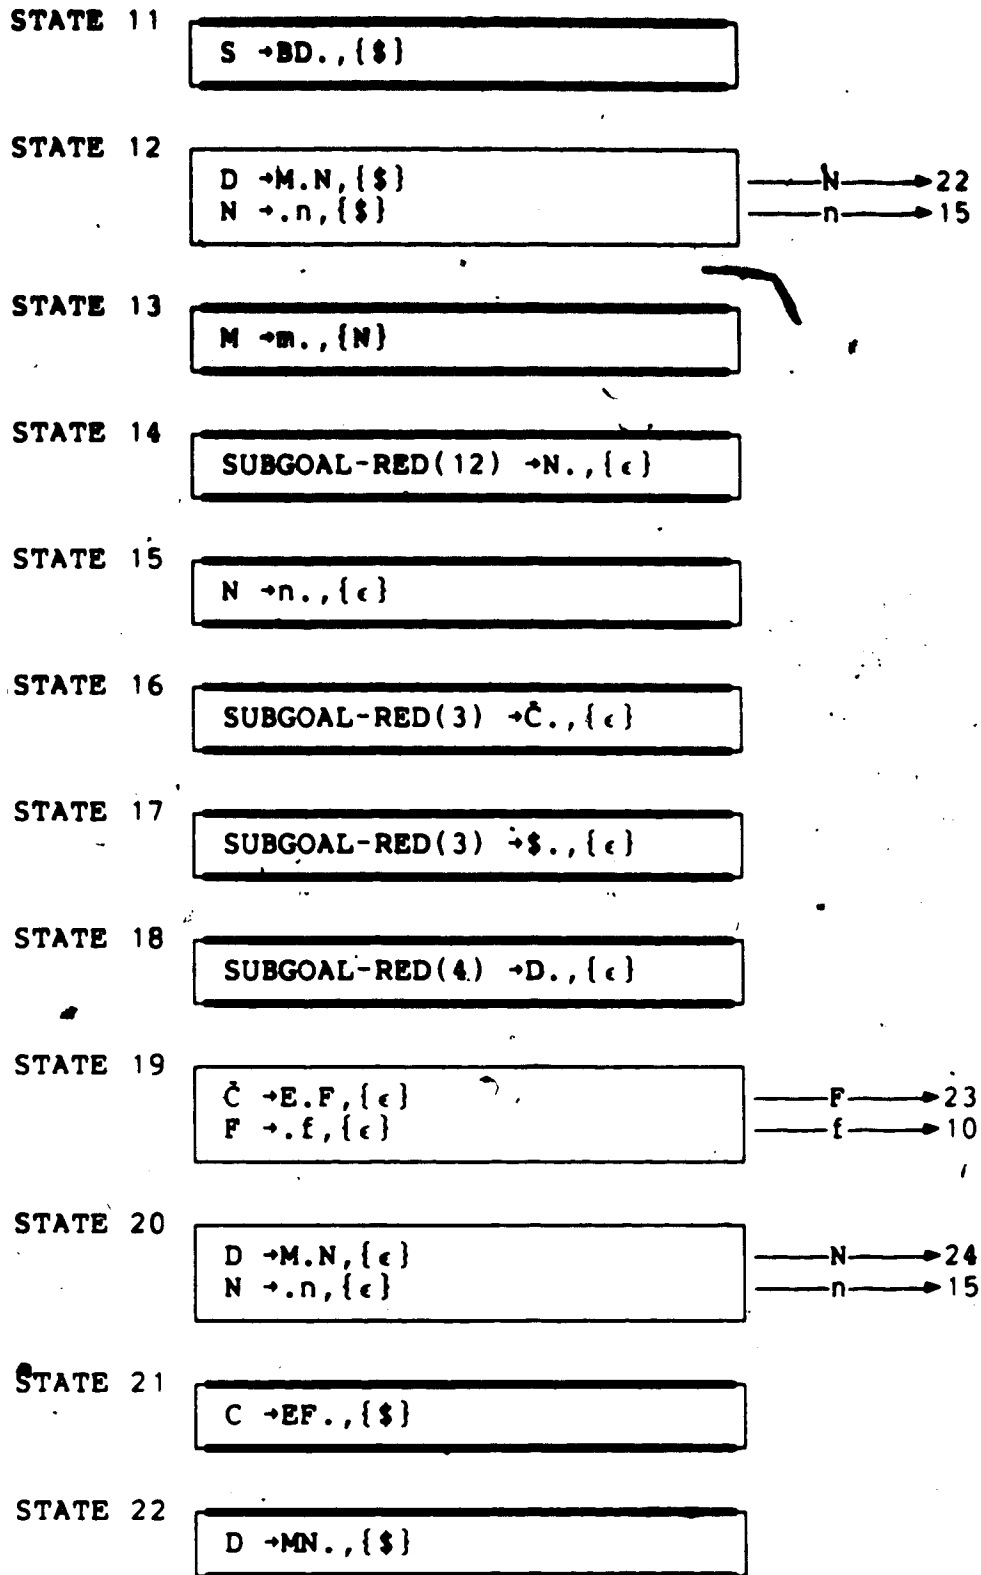 STATE 11
S →BD.,{$}
STATE 12
D →M.N,{$} N 22
N →.n,{$} n 15
STATE 13
M →m.,{N}
STATE 14
SUBGOAL-RED(12) →N.,{ϵ}
STATE 15
N →n.,{ϵ}
STATE 16
SUBGOAL-RED(3) →Č.,{ϵ}
STATE 17
SUBGOAL-RED(3) →$.,{ϵ}
STATE 18
SUBGOAL-RED(4) →D.,{ϵ}
STATE 19
Č →E.F,{ϵ} F 23
F →.f,{ϵ} f 10
STATE 20
D →M.N,{ϵ} N 24
N →.n,{ϵ} n 15
STATE 21
C →EF.,{$}
STATE 22
D →MN.,{$}